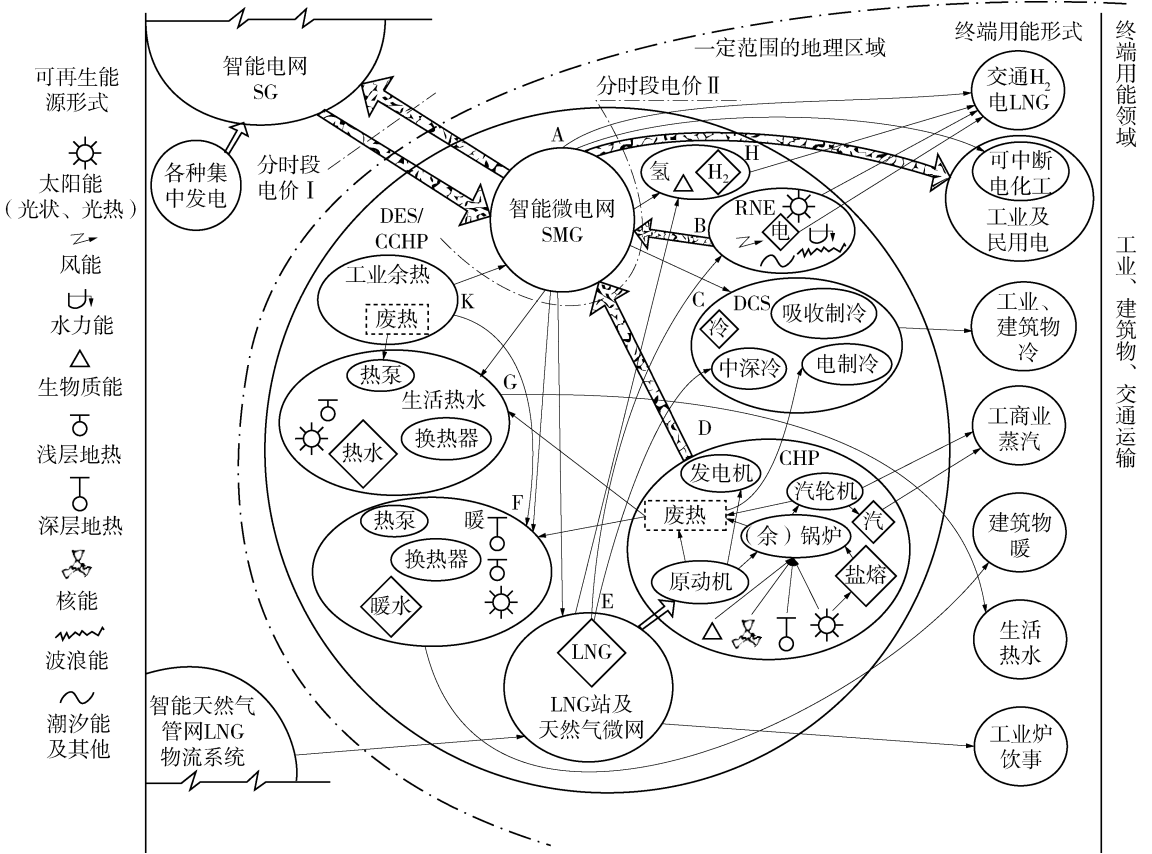 可再生能
源形式
太阳能
（光状、光热）
风能
水力能
生物质能
浅层地热
深层地热
核能
波浪能
潮汐能
及其他
智能电网
SG
各种集
中发电
分时段
电价Ⅰ
一定范围的地理区域
分时段电价Ⅱ
A
智能微电网
SMG
氢
H₂
H
B
RNE
电
DES/
CCHP
工业余热
废热
K
C
DCS
冷
吸收制冷
中深冷
电制冷
热泵
G
生活热水
换热器
热水
D
发电机
CHP
汽轮机
废热
汽
（余）锅炉
原动机
盐熔
F
热泵
暖
换热器
暖水
E
LNG
LNG站及
天然气微网
智能天然气
管网LNG
物流系统
终端用能形式
交通H₂
电LNG
可中断
电化工
工业及
民用电
工业、
建筑物
冷
工商业
蒸汽
建筑物
暖
生活
热水
工业炉
饮事
终端用能领域
工业、建筑物、交通运输